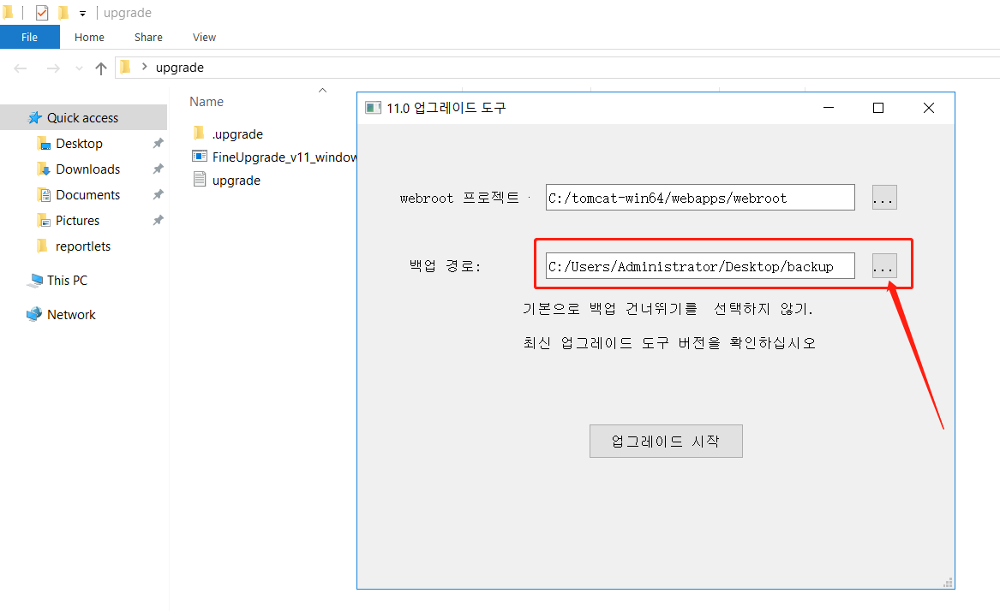 upgrade
File Home Share View
upgrade
Name
Quick access
Desktop
Downloads
Documents
Pictures
reportlets
This PC
Network
.upgrade
FineUpgrade_v11_window
upgrade
11.0 업그레이드 도구
webroot 프로젝트
C:/tomcat-win64/webapps/webroot
...
백업 경로:
C:/Users/Administrator/Desktop/backup
...
기본으로 백업 건너뛰기를 선택하지 않기.
최신 업그레이드 도구 버전을 확인하십시오
업그레이드 시작